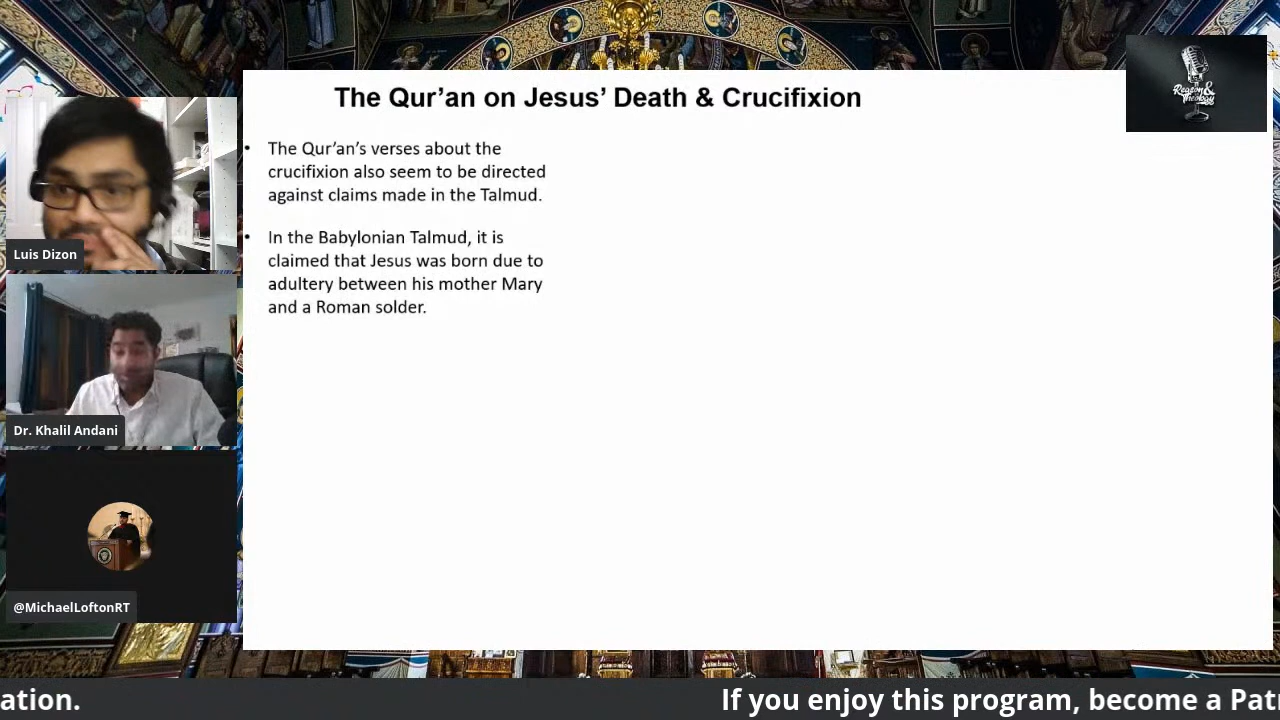 The Qur’an on Jesus’ Death & Crucifixion
Reason &
Theology
• The Qur’an’s verses about the
crucifixion also seem to be directed
against claims made in the Talmud.
• In the Babylonian Talmud, it is
claimed that Jesus was born due to
adultery between his mother Mary
and a Roman solder.
Luis Dizon
Dr. Khalil Andani
@MichaelLoftonRT
ation.
If you enjoy this program, become a Pat